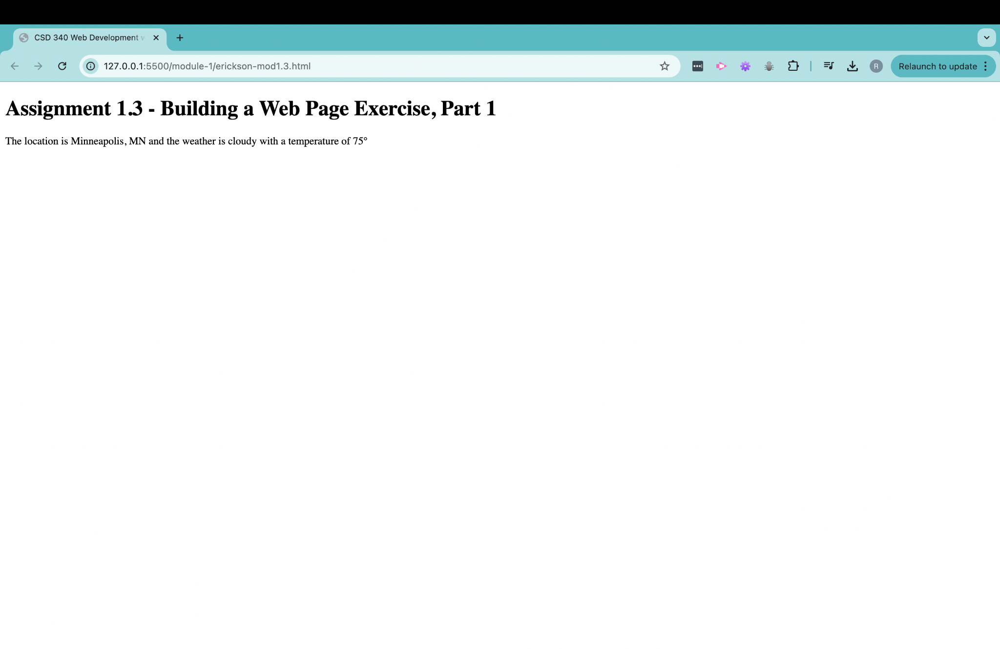 CSD 340 Web Development
127.0.0.1:5500/module-1/erickson-mod1.3.html
R
Relaunch to update
Assignment 1.3 - Building a Web Page Exercise, Part 1
The location is Minneapolis, MN and the weather is cloudy with a temperature of 75°